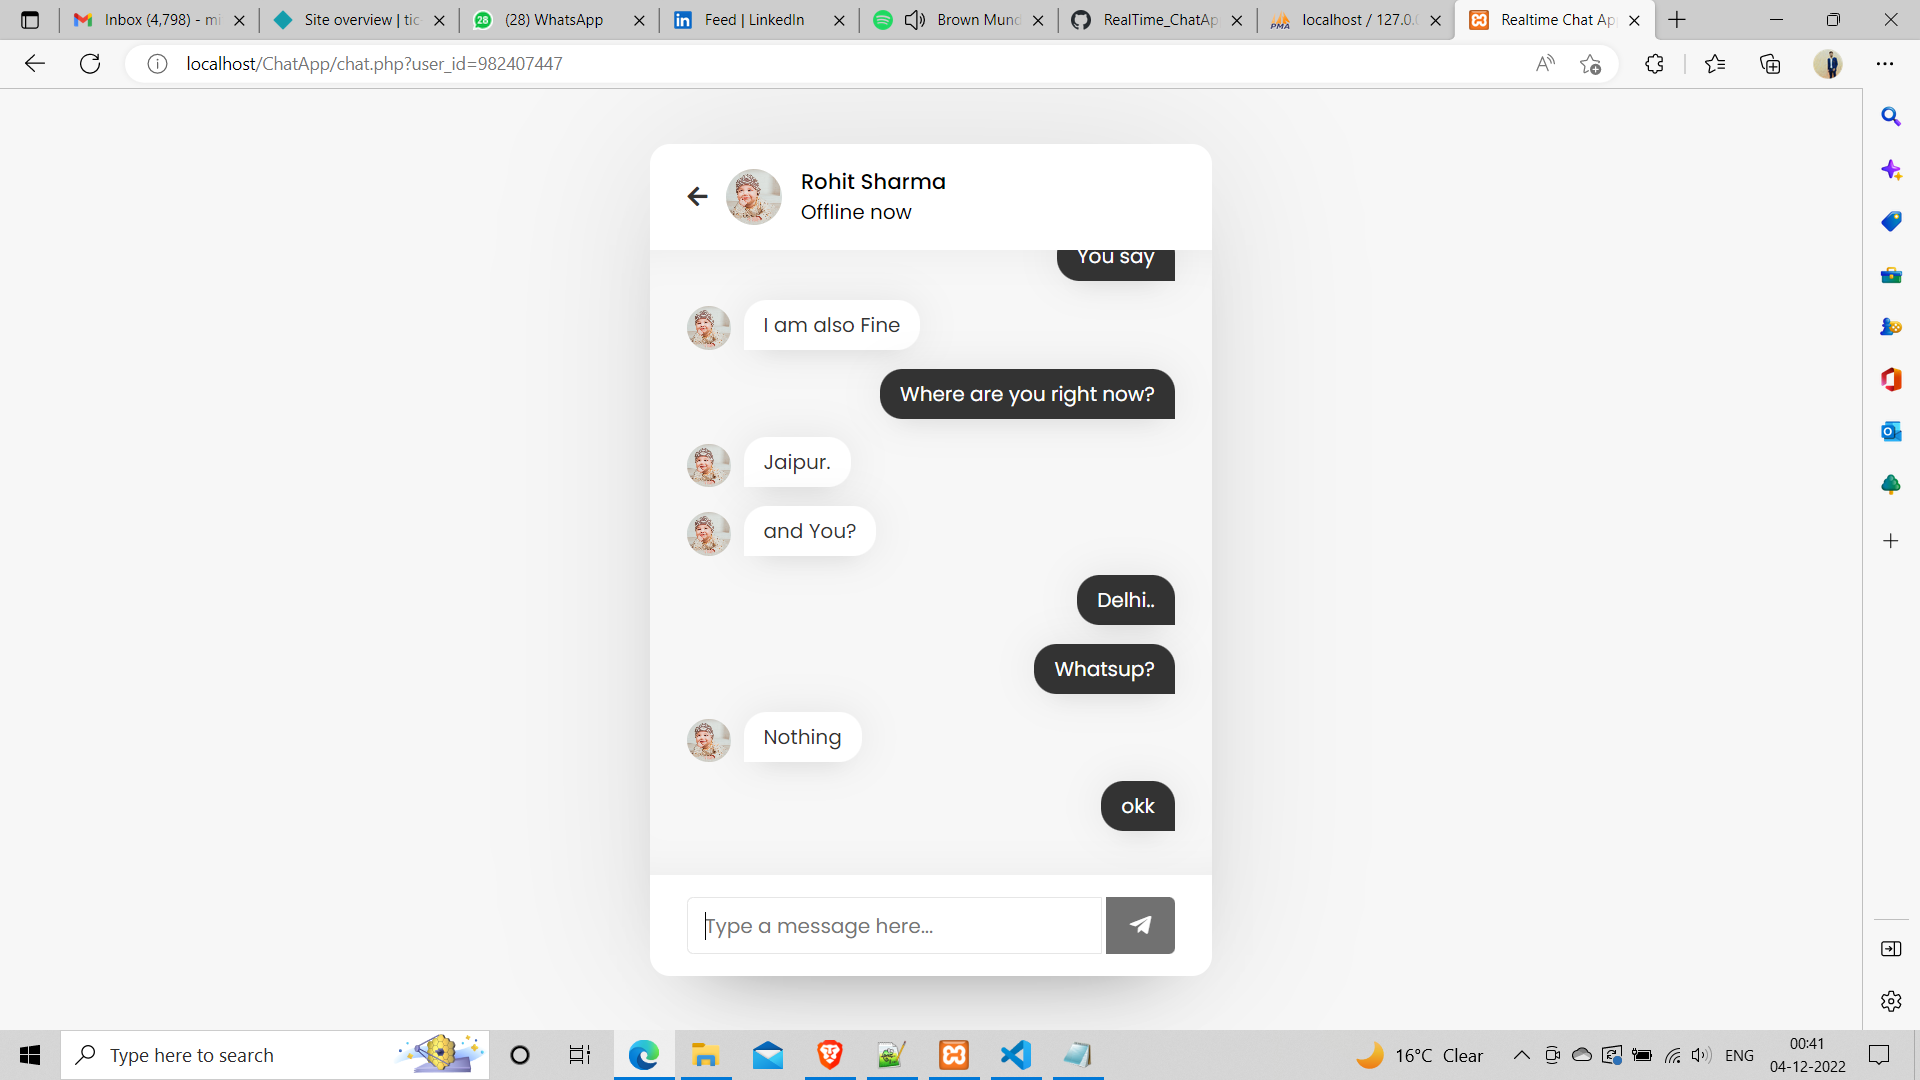 Inbox (4,798) - mi
Site overview | tic-
(28) WhatsApp
Feed | LinkedIn
Brown Mund
RealTime_ChatAp
localhost / 127.0.0
Realtime Chat Ap
localhost/ChatApp/chat.php?user_id=982407447
Rohit Sharma
Offline now
You say
I am also Fine
Where are you right now?
Jaipur.
and You?
Delhi..
Whatsup?
Nothing
okk
Type a message here...
Type here to search
16°C Clear
ENG
00:41
04-12-2022